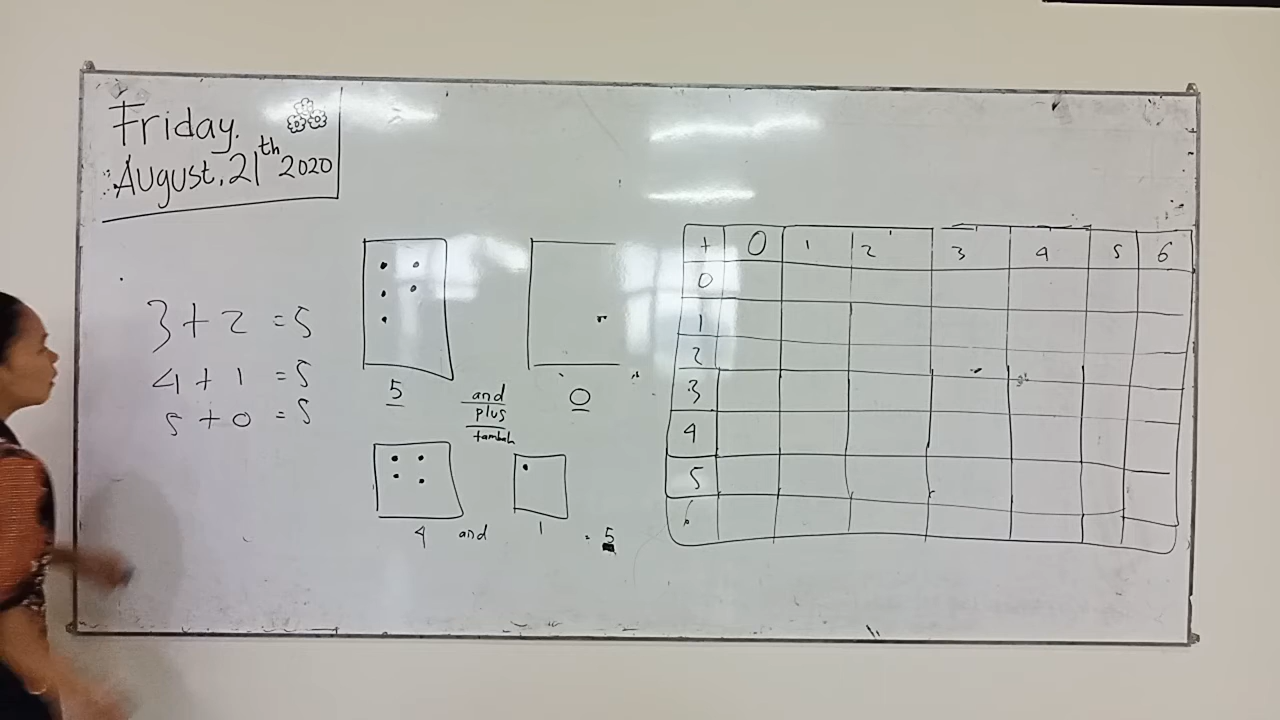 Friday.
August, 21th 2020
3 + 2 = 5
4 + 1 = 5
5 + 0 = 5
5
and
plus
tambah
0
4 and 1 = 5
+ 0 1 2 3 4 5 6
0
1
2
3
4
5
6